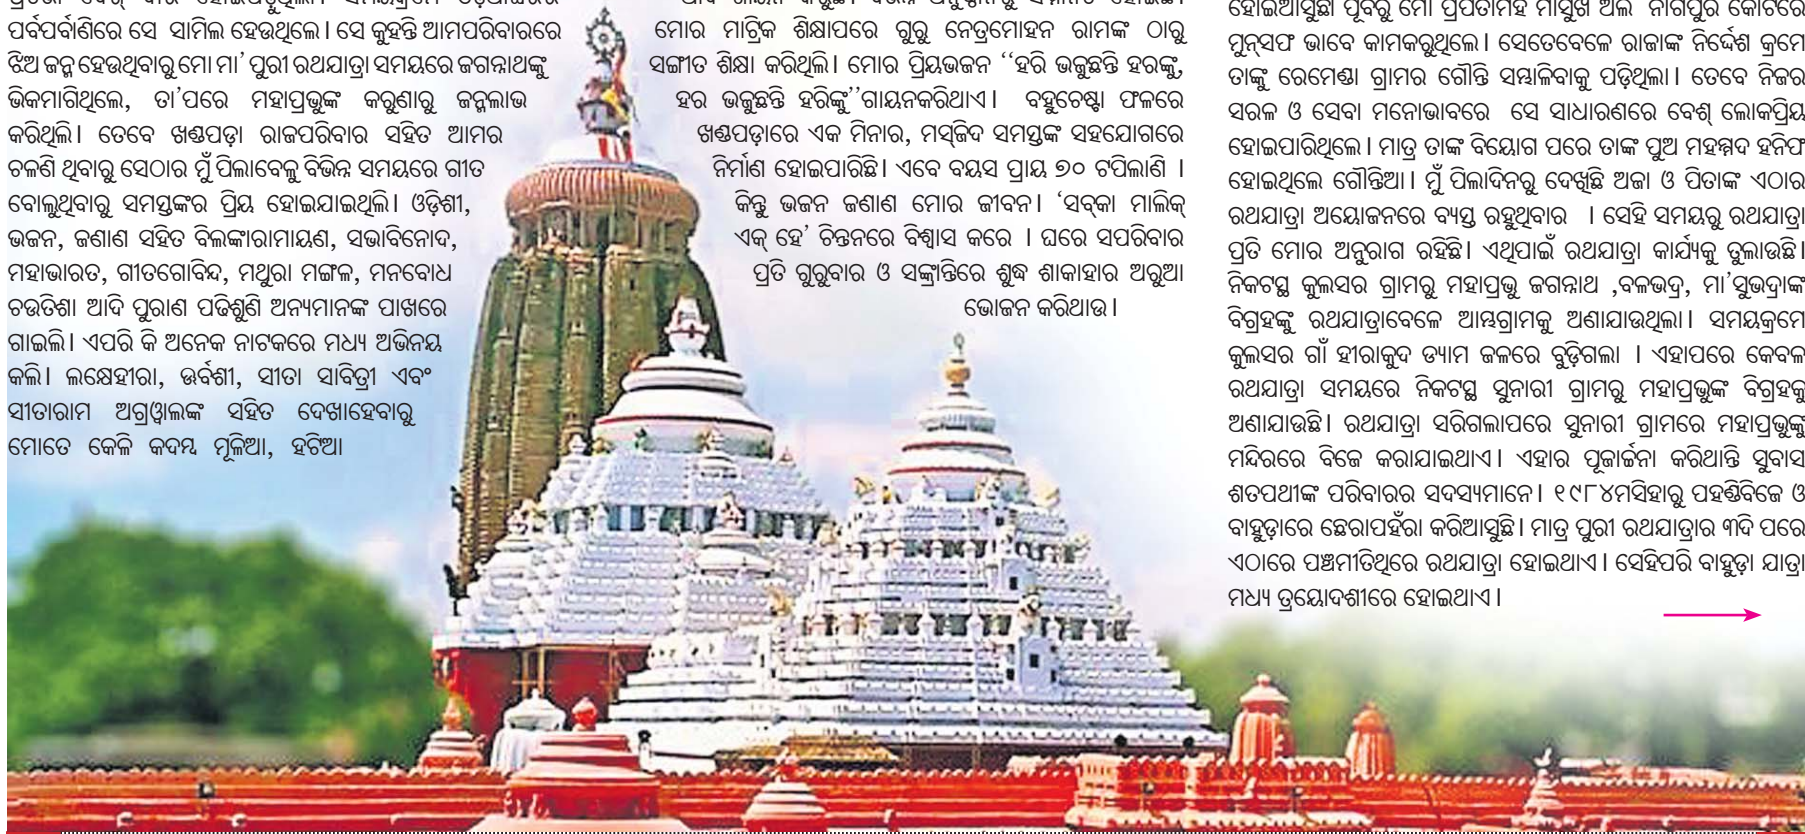 ପର୍ବପର୍ବାଣିରେ ସେ ସାମିଲ ହେଉଥିଲେ। ସେ କୁହନ୍ତି ଆମପରିବାରରେ
ଝିଅ ଜନ୍ମ ହେଉଥିବାରୁ ମୋ ମା' ପୁରୀ ରଥଯାତ୍ରା ସମୟରେ ଜଗନ୍ନାଥଙ୍କୁ
ଭିକମାଗିଥିଲେ, ତା'ପରେ ମହାପ୍ରଭୁଙ୍କ କରୁଣାରୁ ଜନ୍ମଲାଭ
କରିଥିଲି। ତେବେ ଖଣ୍ଡପଡ଼ା ରାଜପରିବାର ସହିତ ଆମର
ଚଳଣି ଥିବାରୁ ସେଠାର ମୁଁ ପିଲାବେଳୁ ବିଭିନ୍ନ ସମୟରେ ଗୀତ
ବୋଲୁଥିବାରୁ ସମସ୍ତଙ୍କର ପ୍ରିୟ ହୋଇଯାଇଥିଲି। ଓଡ଼ିଶୀ,
ଭଜନ, ଜଣାଣ ସହିତ ବିଲଙ୍କାରାମାୟଣ, ସଭାବିନୋଦ,
ମହାଭାରତ, ଗୀତଗୋବିନ୍ଦ, ମଥୁରା ମଙ୍ଗଳ, ମନବୋଧ
ଚଉତିଶା ଆଦି ପୁରାଣ ପଢିଶୁଣି ଅନ୍ୟମାନଙ୍କ ପାଖରେ
ଗାଇଲି। ଏପରି କି ଅନେକ ନାଟକରେ ମଧ୍ୟ ଅଭିନୟ
କଲି। ଲକ୍ଷେହୀରା, ଊର୍ବଶୀ, ସୀତା ସାବିତ୍ରୀ ଏବଂ
ସୀତାରାମ ଅଗ୍ରୱାଲଙ୍କ ସହିତ ଦେଖାହେବାରୁ
ମୋତେ କେଳି କଦମ୍ବ ମୂଳିଆ, ହଟିଆ
ମୋର ମାଟ୍ରିକ ଶିକ୍ଷାପରେ ଗୁରୁ ନେତ୍ରମୋହନ ରାମଙ୍କ ଠାରୁ
ସଙ୍ଗୀତ ଶିକ୍ଷା କରିଥିଲି। ମୋର ପ୍ରିୟଭଜନ ‘‘ହରି ଭଜୁଛନ୍ତି ହରଙ୍କୁ,
ହର ଭଜୁଛନ୍ତି ହରିଙ୍କୁ’’ଗାୟନକରିଥାଏ। ବହୁଚେଷ୍ଟା ଫଳରେ
ଖଣ୍ଡପଡ଼ାରେ ଏକ ମିନାର, ମସ୍‌ଜିଦ ସମସ୍ତଙ୍କ ସହଯୋଗରେ
ନିର୍ମାଣ ହୋଇପାରିଛି। ଏବେ ବୟସ ପ୍ରାୟ ୭୦ ଟପିଲାଣି ।
କିନ୍ତୁ ଭଜନ ଜଣାଣ ମୋର ଜୀବନ। ‘ସବ୍‌କା ମାଲିକ୍
ଏକ୍ ହେ’ ଚିନ୍ତନରେ ବିଶ୍ୱାସ କରେ । ଘରେ ସପରିବାର
ପ୍ରତି ଗୁରୁବାର ଓ ସଙ୍କ୍ରାନ୍ତିରେ ଶୁଦ୍ଧ ଶାକାହାର ଅରୁଆ
ଭୋଜନ କରିଥାଉ।
ହୋଇଆସୁଛି। ପୂର୍ବରୁ ମୋ ପ୍ରପିତାମହ ମାସୁଖ ଅଲି ନାଗପୁର କୋର୍ଟରେ
ମୁନ୍‌ସଫ ଭାବେ କାମକରୁଥିଲେ। ସେତେବେଳେ ରାଜାଙ୍କ ନିର୍ଦ୍ଦେଶ କ୍ରମେ
ତାଙ୍କୁ ରେମେଣ୍ଡା ଗ୍ରାମର ଗୌନ୍ତି ସମ୍ଭାଳିବାକୁ ପଡ଼ିଥିଲା। ତେବେ ନିଜର
ସରଳ ଓ ସେବା ମନୋଭାବରେ ସେ ସାଧାରଣରେ ବେଶ୍ ଲୋକପ୍ରିୟ
ହୋଇପାରିଥିଲେ। ମାତ୍ର ତାଙ୍କ ବିୟୋଗ ପରେ ତାଙ୍କ ପୁଅ ମହମ୍ମଦ ହନିଫ
ହୋଇଥିଲେ ଗୌନ୍ତିଆ। ମୁଁ ପିଲାଦିନରୁ ଦେଖିଛି ଅଜା ଓ ପିତାଙ୍କ ଏଠାର
ରଥଯାତ୍ରା ଅୟୋଜନରେ ବ୍ୟସ୍ତ ରହୁଥିବାର । ସେହି ସମୟରୁ ରଥଯାତ୍ରା
ପ୍ରତି ମୋର ଅନୁରାଗ ରହିଛି। ଏଥିପାଇଁ ରଥଯାତ୍ରା କାର୍ଯ୍ୟକୁ ତୁଲାଉଛି।
ନିକଟସ୍ଥ କୁଲସର ଗ୍ରାମରୁ ମହାପ୍ରଭୁ ଜଗନ୍ନାଥ ,ବଳଭଦ୍ର, ମା'ସୁଭଦ୍ରାଙ୍କ
ବିଗ୍ରହଙ୍କୁ ରଥଯାତ୍ରାବେଳେ ଆମ୍ଭଗ୍ରାମକୁ ଅଣାଯାଉଥିଲା। ସମୟକ୍ରମେ
କୁଲସର ଗାଁ ହୀରାକୁଦ ଡ୍ୟାମ ଜଳରେ ବୁଡ଼ିଗଲା । ଏହାପରେ କେବଳ
ରଥଯାତ୍ରା ସମୟରେ ନିକଟସ୍ଥ ସୁନାରୀ ଗ୍ରାମରୁ ମହାପ୍ରଭୁଙ୍କ ବିଗ୍ରହକୁ
ଅଣାଯାଉଛି। ରଥଯାତ୍ରା ସରିଗଲାପରେ ସୁନାରୀ ଗ୍ରାମରେ ମହାପ୍ରଭୁଙ୍କୁ
ମନ୍ଦିରରେ ବିଜେ କରାଯାଇଥାଏ। ଏହାର ପୂଜାର୍ଚ୍ଚନା କରିଥାନ୍ତି ସୁବାସ
ଶତପଥୀଙ୍କ ପରିବାରର ସଦସ୍ୟମାନେ। ୧୯୮୪ମସିହାରୁ ପହଣ୍ଡିବିଜେ ଓ
ବାହୁଡ଼ାରେ ଛେରାପହଁରା କରିଆସୁଛି। ମାତ୍ର ପୁରୀ ରଥଯାତ୍ରାର ୩ଦି ପରେ
ଏଠାରେ ପଞ୍ଚମୀତିଥିରେ ରଥଯାତ୍ରା ହୋଇଥାଏ। ସେହିପରି ବାହୁଡ଼ା ଯାତ୍ରା
ମଧ୍ୟ ତ୍ରୟୋଦଶୀରେ ହୋଇଥାଏ।